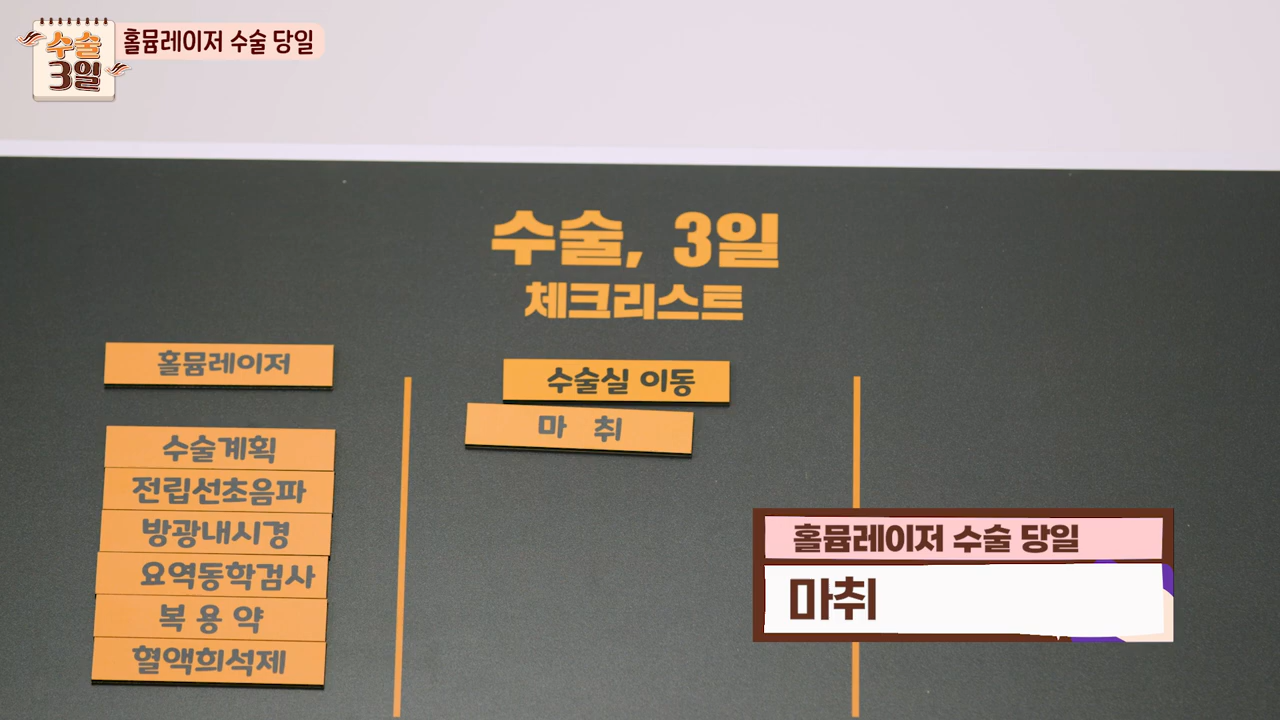 수술
3일
홀뮴레이저 수술 당일
수술, 3일
체크리스트
홀뮴레이저
수술계획
전립선초음파
방광내시경
요역동학검사
복 용 약
혈액희석제
수술실 이동
마 취
홀뮴레이저 수술 당일
마취